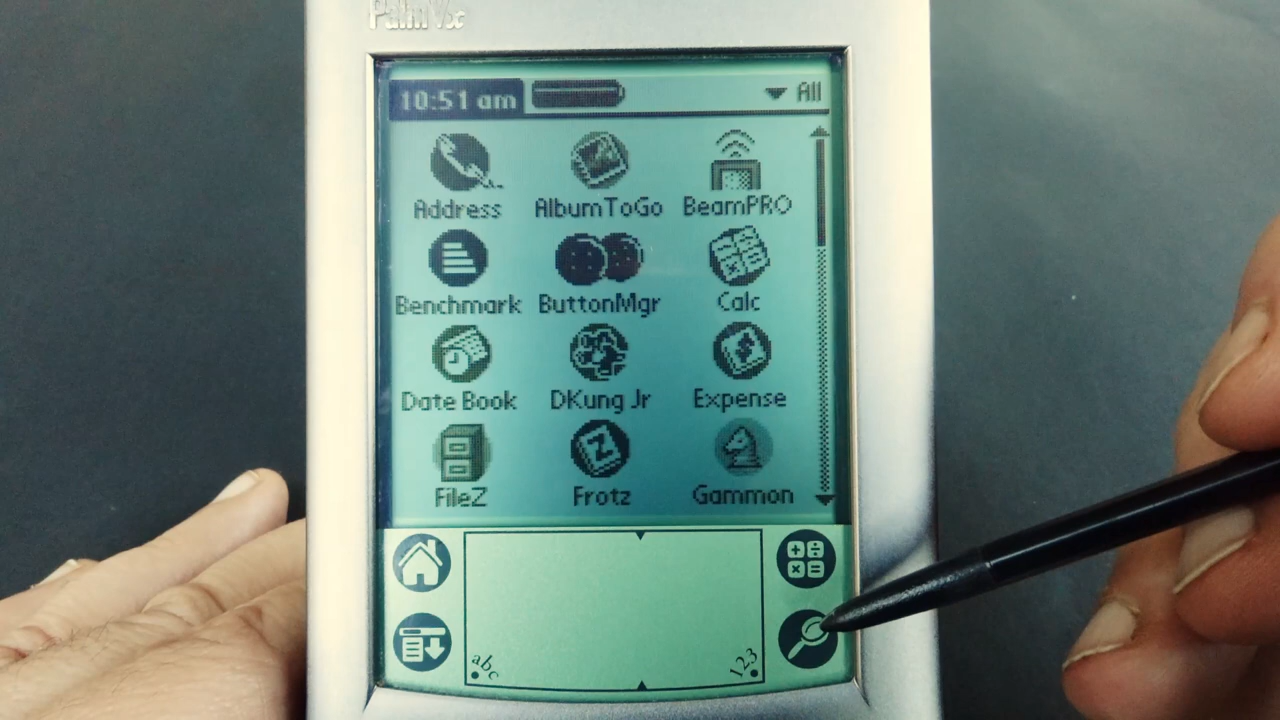 Palm Vx
10:51 am
All
Address AlbumToGo BeamPRO
Benchmark ButtonMgr Calc
Date Book DKung Jr Expense
FileZ Frotz Gammon
abc 123